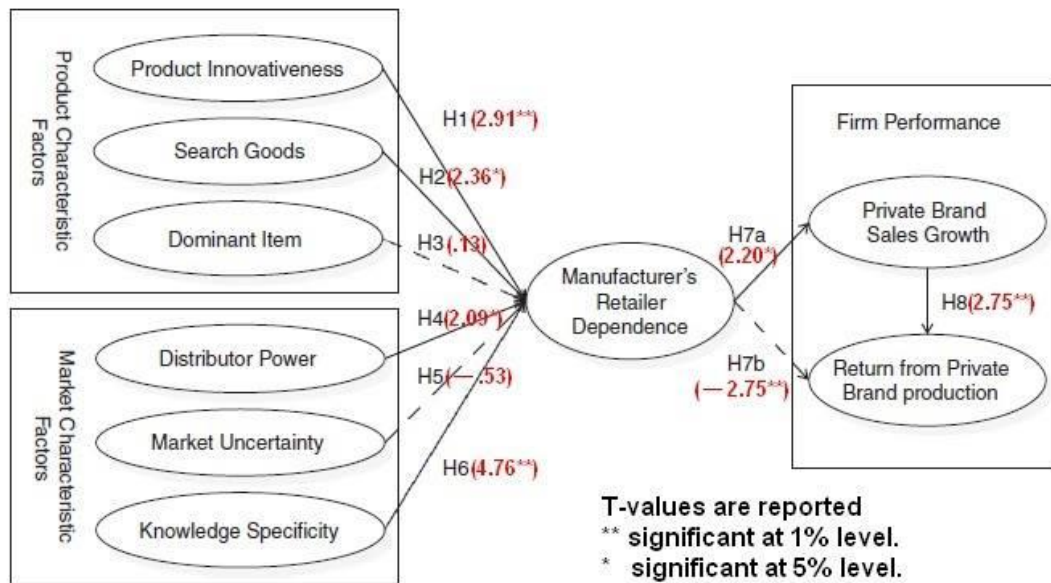 Product Characteristic
Factors
Product Innovativeness
Search Goods
Dominant Item
Market Characteristic
Factors
Distributor Power
Market Uncertainty
Knowledge Specificity
H1(2.91**)
H2(2.36*)
H3(.13)
H4(2.09*)
H5(—.53)
H6(4.76**)
Manufacturer's
Retailer
Dependence
H7a
(2.20*)
H7b
(—2.75**)
Firm Performance
Private Brand
Sales Growth
H8(2.75**)
Return from Private
Brand production
T-values are reported
** significant at 1% level.
* significant at 5% level.